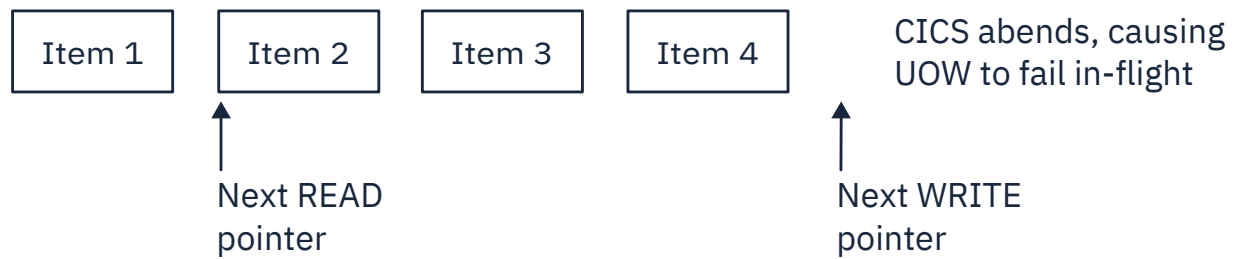 Item 1
Item 2
Item 3
Item 4
CICS abends, causing
UOW to fail in-flight
Next READ
pointer
Next WRITE
pointer